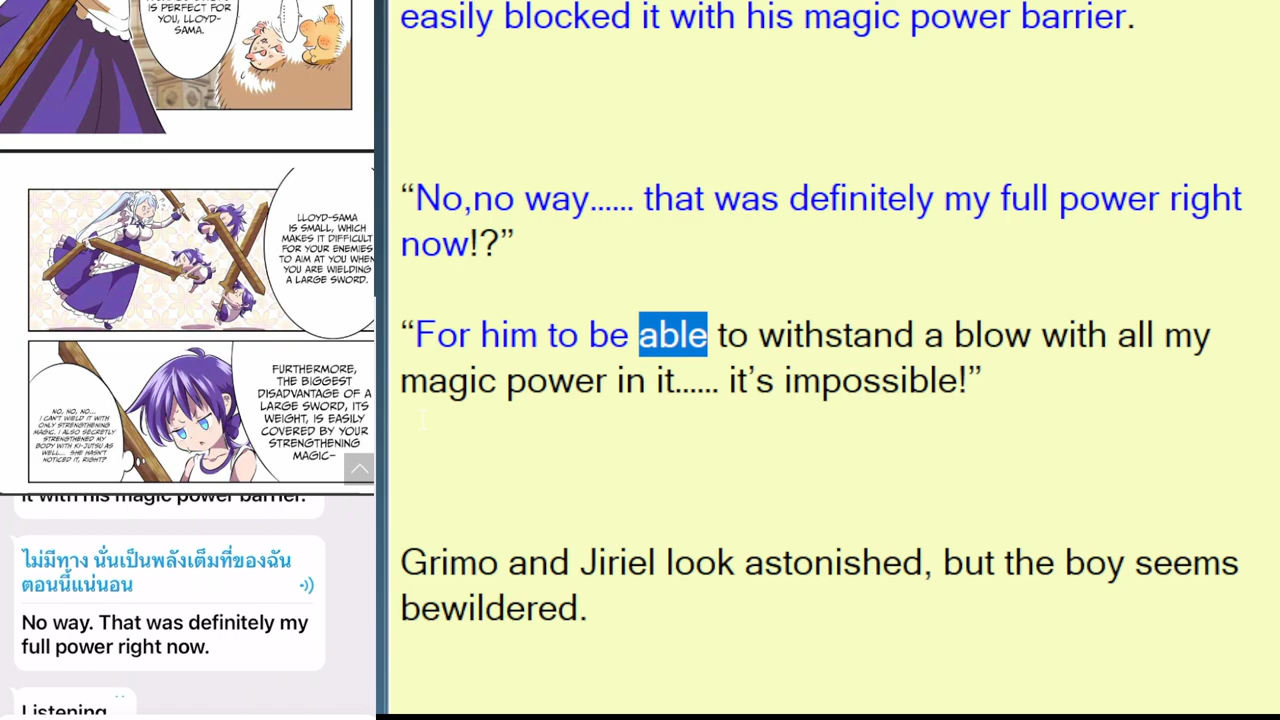 IS PERFECT FOR
YOU, LLOYD-
SAMA.
LLOYD-SAMA
IS SMALL, WHICH
MAKES IT DIFFICULT
FOR YOUR ENEMIES
TO AIM AT YOU WHEN
YOU ARE WIELDING
A LARGE SWORD.
FURTHERMORE,
THE BIGGEST
DISADVANTAGE OF A
LARGE SWORD, ITS
WEIGHT, IS EASILY
COVERED BY YOUR
STRENGTHENING
MAGIC–
NO, NO, NO...
I CAN'T WIELD IT WITH
ONLY STRENGTHENING
MAGIC. I ALSO SECRETLY
STRENGTHENED MY
BODY WITH KI-JUTSU AS
WELL... SHE HASN'T
NOTICED IT, RIGHT?
it with his magic power barrier.
ไม่มีทาง นั่นเป็นพลังเต็มที่ของฉัน
ตอนนี้แน่นอน
No way. That was definitely my
full power right now.
Listening
easily blocked it with his magic power barrier.
“No,no way...... that was definitely my full power right
now!?”
“For him to be able to withstand a blow with all my
magic power in it...... it’s impossible!”
Grimo and Jiriel look astonished, but the boy seems
bewildered.